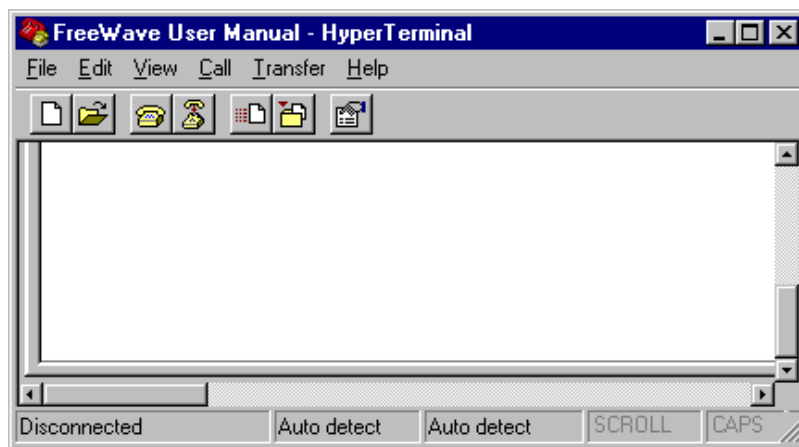 FreeWave User Manual - HyperTerminal
File Edit View Call Transfer Help
Disconnected Auto detect Auto detect SCROLL CAPS